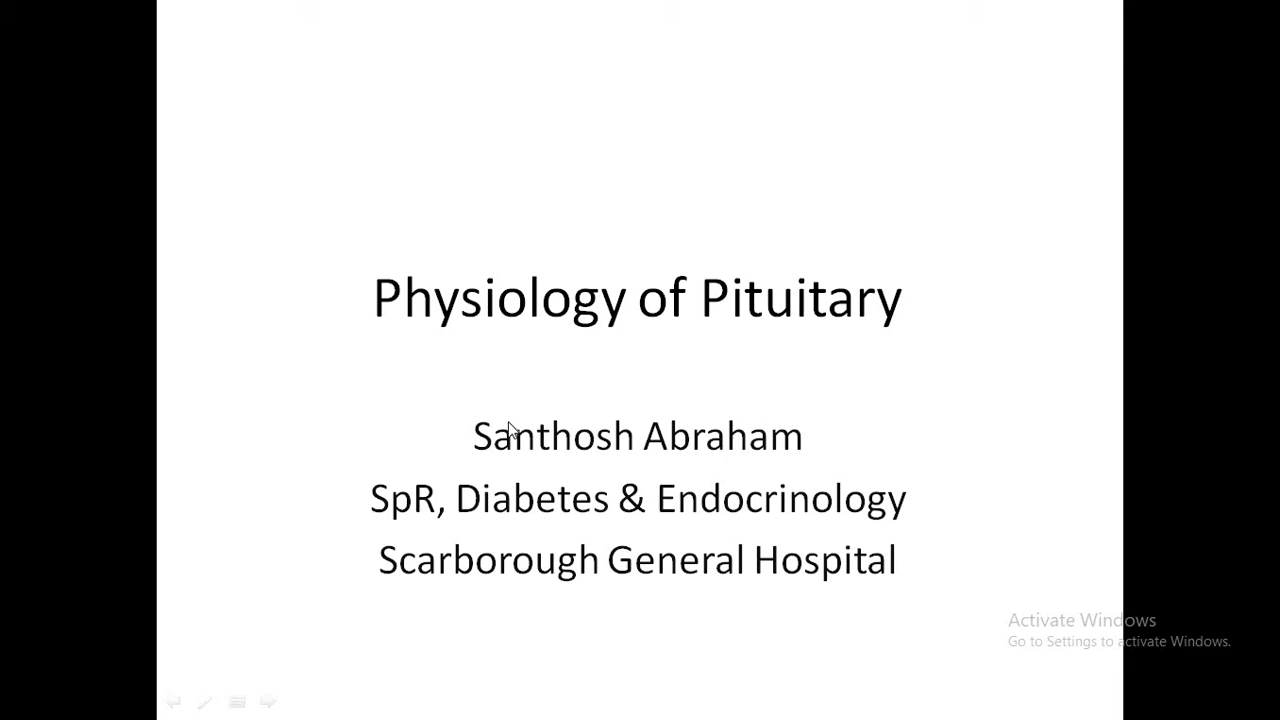 Physiology of Pituitary
Santhosh Abraham
SpR, Diabetes & Endocrinology
Scarborough General Hospital
Activate Windows
Go to Settings to activate Windows.